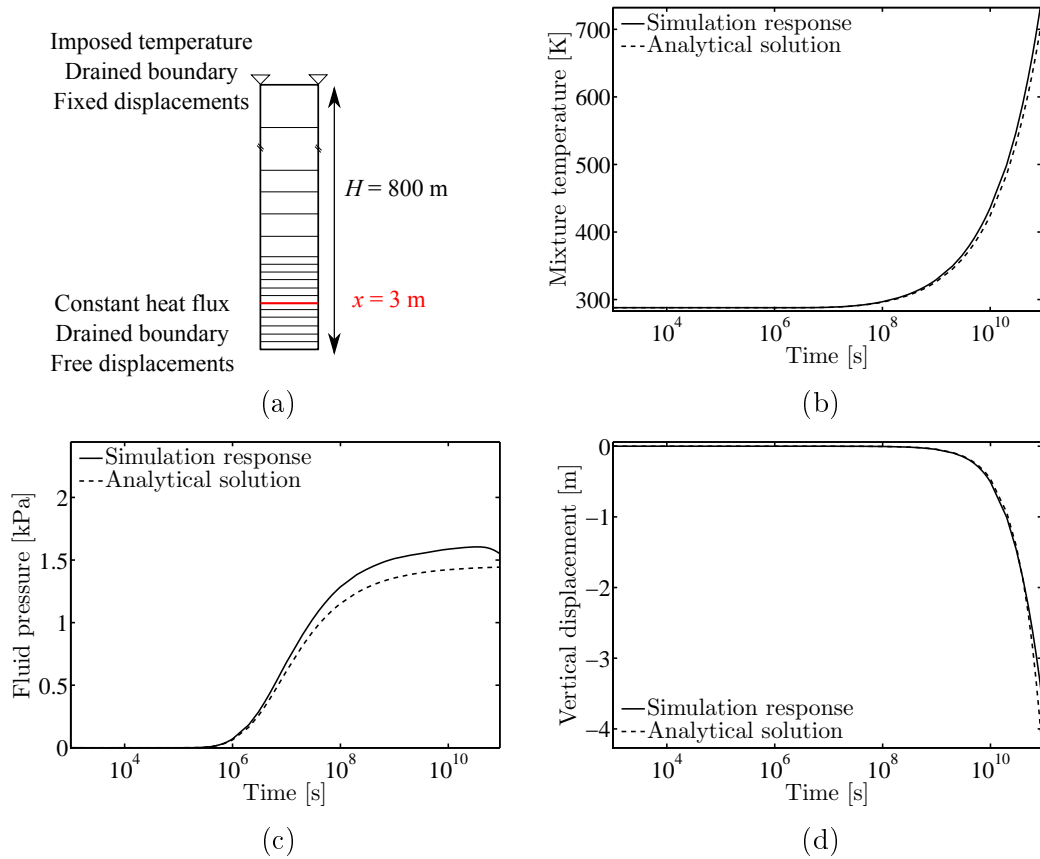 Imposed temperature
Drained boundary
Fixed displacements
H = 800 m
Constant heat flux
x = 3 m
Drained boundary
Free displacements
(a)
Simulation response
Analytical solution
Mixture temperature [K]
700
600
500
400
300
10^4
10^6
10^8
10^10
Time [s]
(b)
Simulation response
Analytical solution
Fluid pressure [kPa]
2
1.5
1
0.5
0
10^4
10^6
10^8
10^10
Time [s]
(c)
Vertical displacement [m]
0
−1
−2
−3
−4
Simulation response
Analytical solution
10^4
10^6
10^8
10^10
Time [s]
(d)